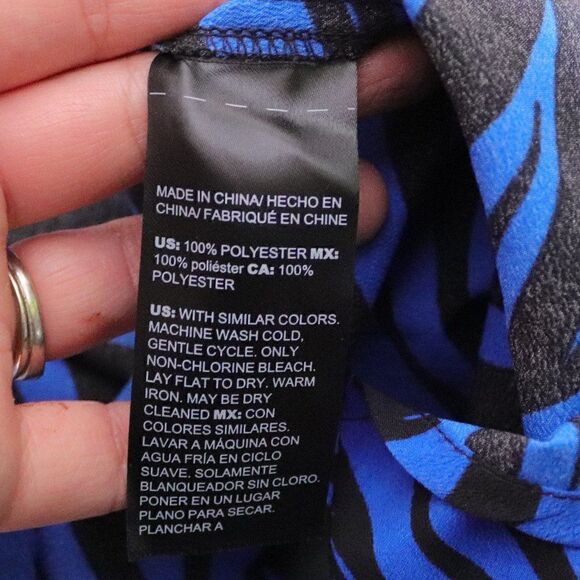 MADE IN CHINA/ HECHO EN
CHINA/ FABRIQUÉ EN CHINE
US: 100% POLYESTER MX:
100% poliéster CA: 100%
POLYESTER
US: WITH SIMILAR COLORS.
MACHINE WASH COLD,
GENTLE CYCLE. ONLY
NON-CHLORINE BLEACH.
LAY FLAT TO DRY. WARM
IRON. MAY BE DRY
CLEANED MX: CON
COLORES SIMILARES.
LAVAR A MÁQUINA CON
AGUA FRÍA EN CICLO
SUAVE. SOLAMENTE
BLANQUEADOR SIN CLORO.
PONER EN UN LUGAR
PLANO PARA SECAR.
PLANCHAR A